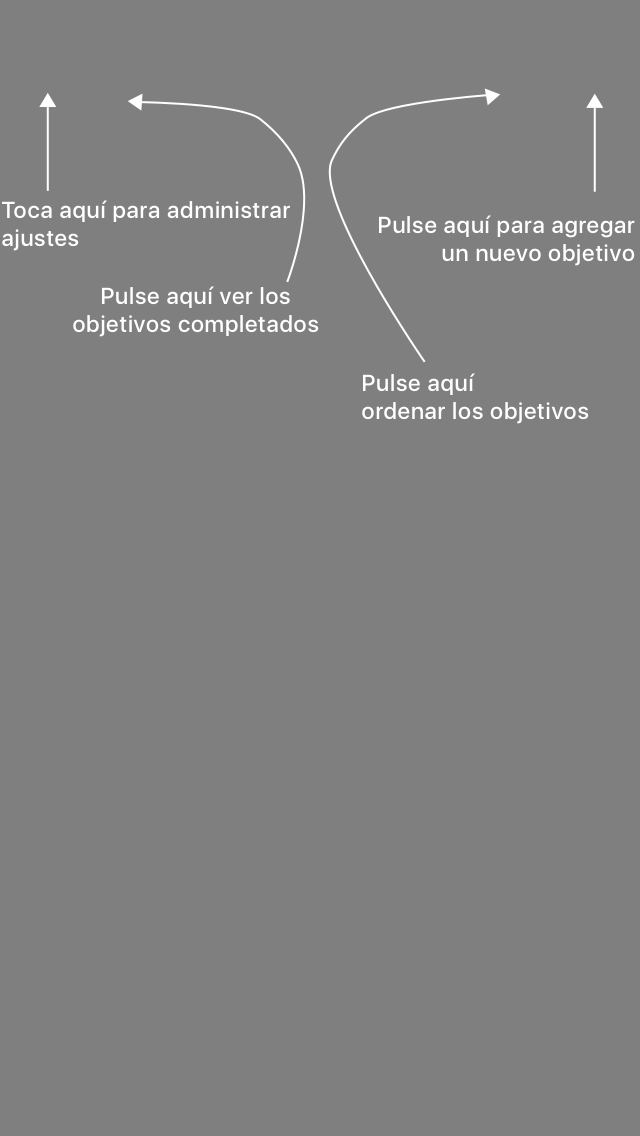 Toca aquí para administrar
ajustes
Pulse aquí para agregar
un nuevo objetivo
Pulse aquí ver los
objetivos completados
Pulse aquí
ordenar los objetivos